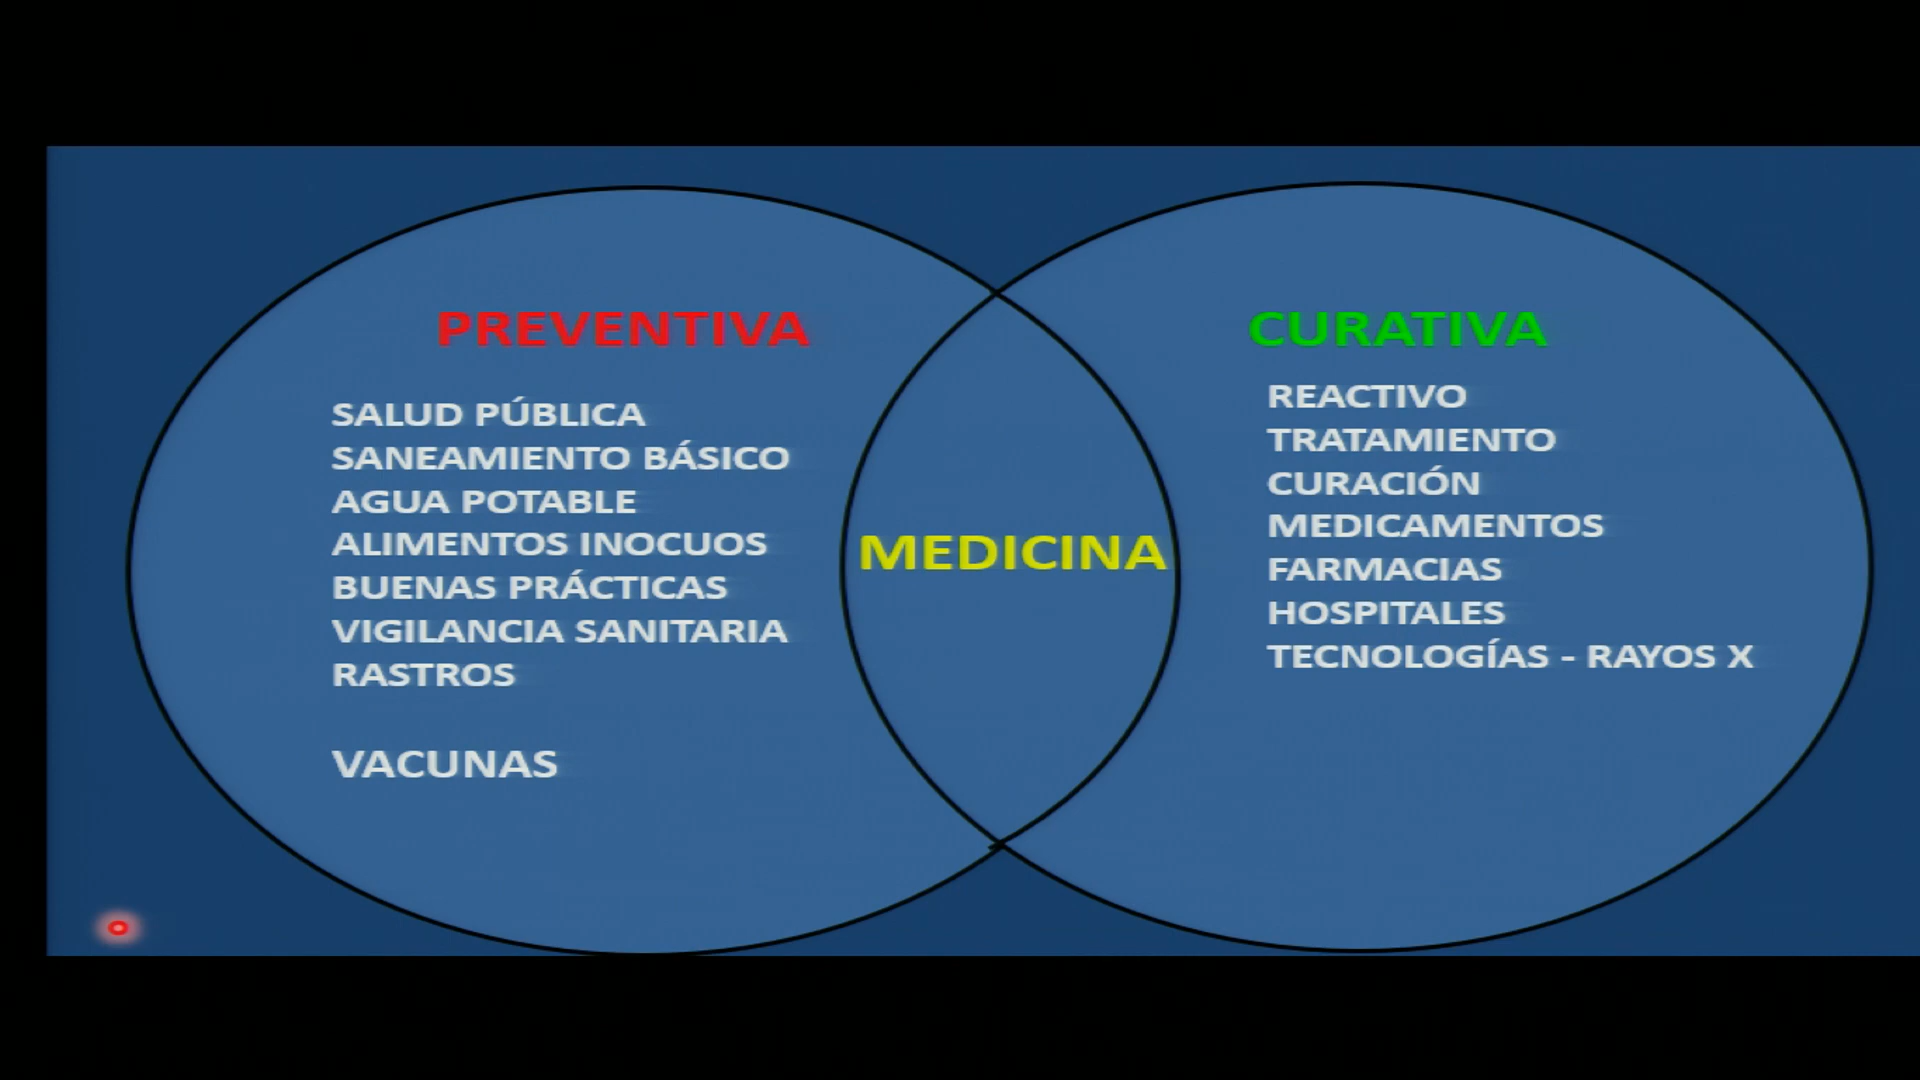 PREVENTIVA
SALUD PÚBLICA
SANEAMIENTO BÁSICO
AGUA POTABLE
ALIMENTOS INOCUOS
BUENAS PRÁCTICAS
VIGILANCIA SANITARIA
RASTROS
VACUNAS
MEDICINA
CURATIVA
REACTIVO
TRATAMIENTO
CURACIÓN
MEDICAMENTOS
FARMACIAS
HOSPITALES
TECNOLOGÍAS - RAYOS X